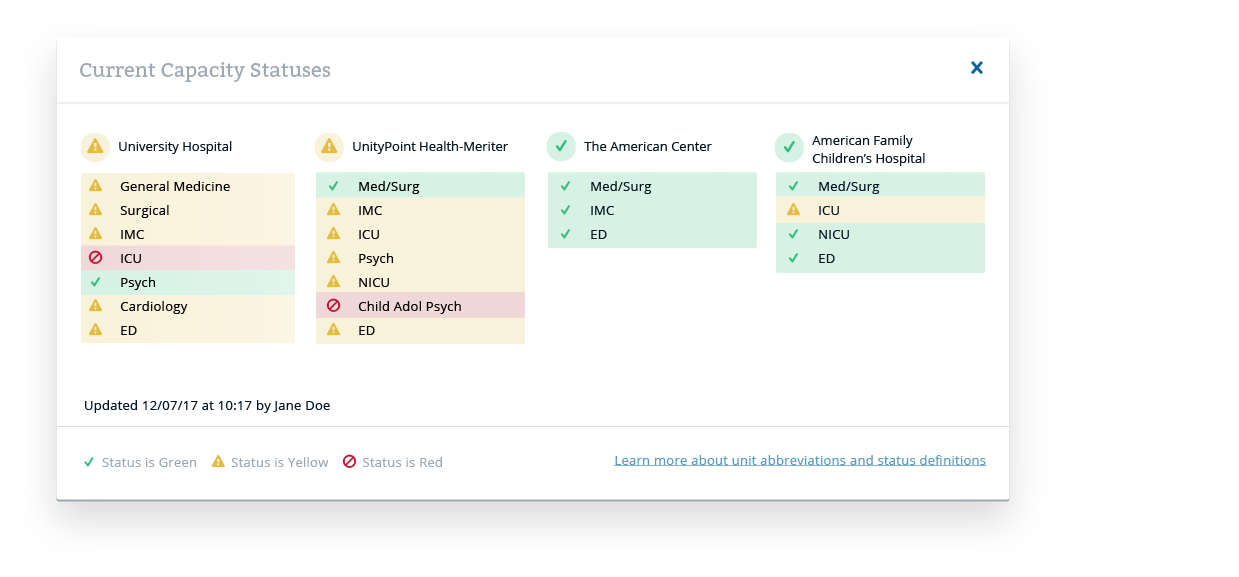 Current Capacity Statuses
University Hospital
General Medicine
Surgical
IMC
ICU
Psych
Cardiology
ED
UnityPoint Health-Meriter
Med/Surg
IMC
ICU
Psych
NICU
Child Adol Psych
ED
The American Center
Med/Surg
IMC
ED
American Family
Children's Hospital
Med/Surg
ICU
NICU
ED
Updated 12/07/17 at 10:17 by Jane Doe
Status is Green
Status is Yellow
Status is Red
Learn more about unit abbreviations and status definitions